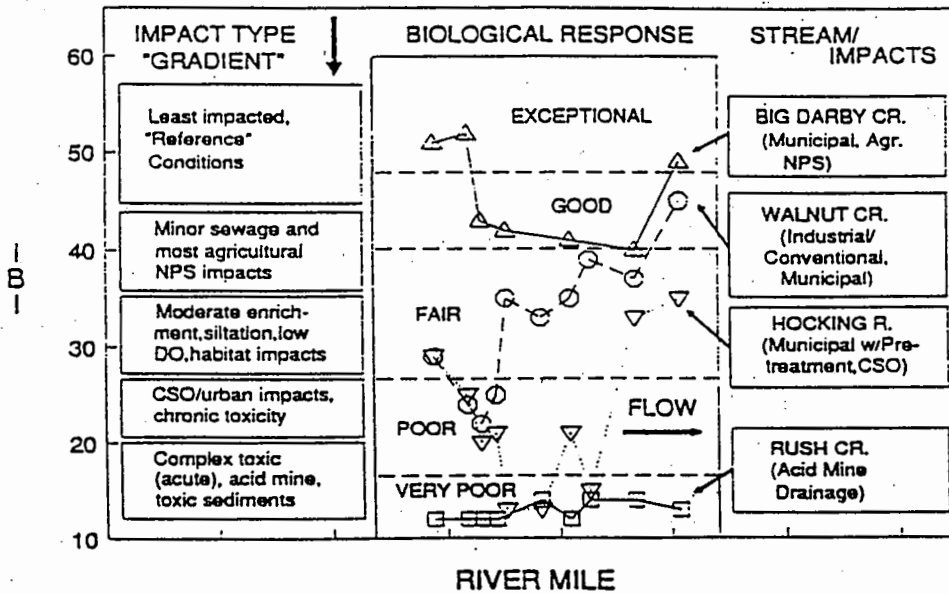 IMPACT TYPE
"GRADIENT"
BIOLOGICAL RESPONSE
STREAM/
IMPACTS
60
50
40
30
20
10
I
B
I
Least impacted,
"Reference"
Conditions
Minor sewage and
most agricultural
NPS impacts
Moderate enrich-
ment,siltation,low
DO,habitat impacts
CSO/urban impacts,
chronic toxicity
Complex toxic
(acute), acid mine,
toxic sediments
EXCEPTIONAL
GOOD
FAIR
POOR
FLOW
VERY POOR
BIG DARBY CR.
(Municipal, Agr.
NPS)
WALNUT CR.
(Industrial/
Conventional,
Municipal)
HOCKING R.
(Municipal w/Pre-
treatment,CSO)
RUSH CR.
(Acid Mine
Drainage)
RIVER MILE